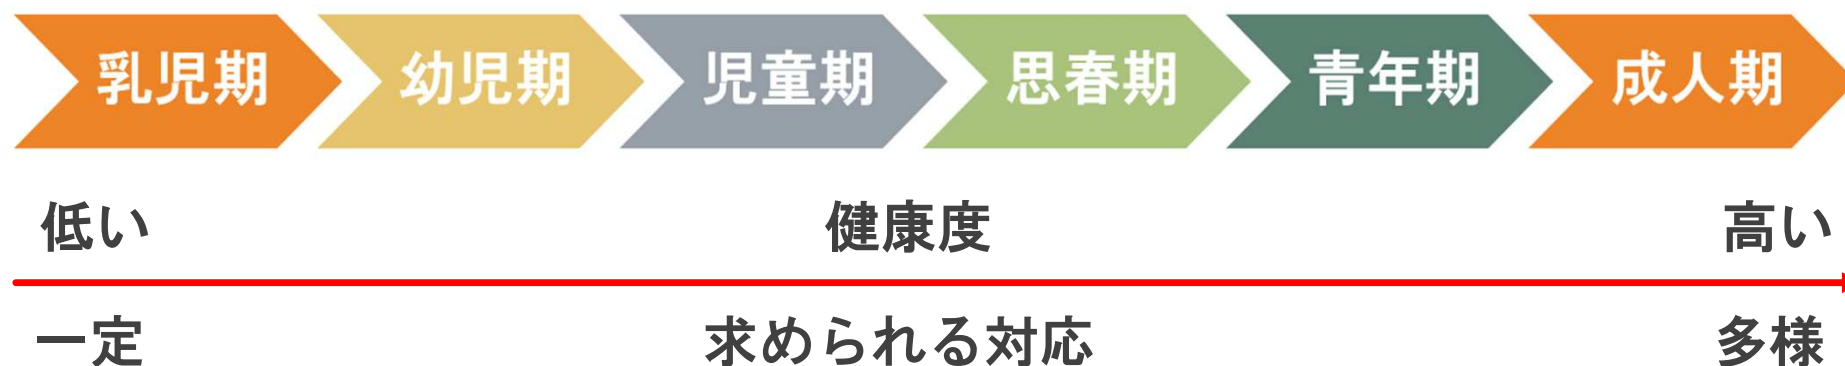 乳児期 幼児期 児童期 思春期 青年期 成人期
低い 健康度 高い
一定 求められる対応 多様